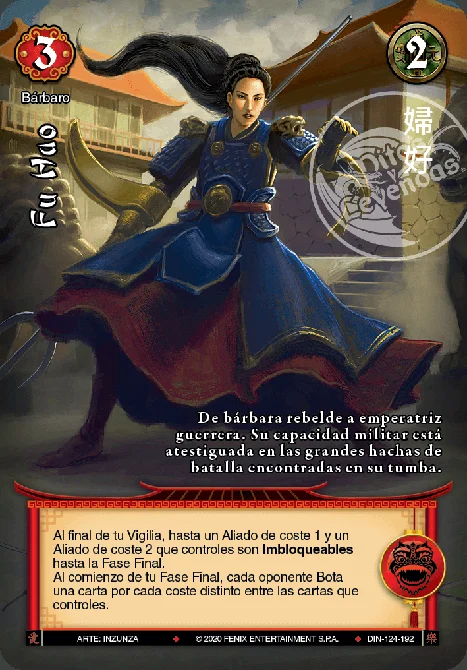 3
2
Bárbaro
Fu Hao
婦好
Mitos y
Leyendas
De bárbara rebelde a emperatriz
guerrera. Su capacidad militar está
atestiguada en las grandes hachas de
batalla encontradas en su tumba.
Al final de tu Vigilia, hasta un Aliado de coste 1 y un
Aliado de coste 2 que controles son Imbloqueables
hasta la Fase Final.
Al comienzo de tu Fase Final, cada oponente Bota
una carta por cada coste distinto entre las cartas que
controles.
ARTE: INZUNZA ◆ © 2020 FENIX ENTERTAINMENT S.P.A. ◆ DIN-124-192